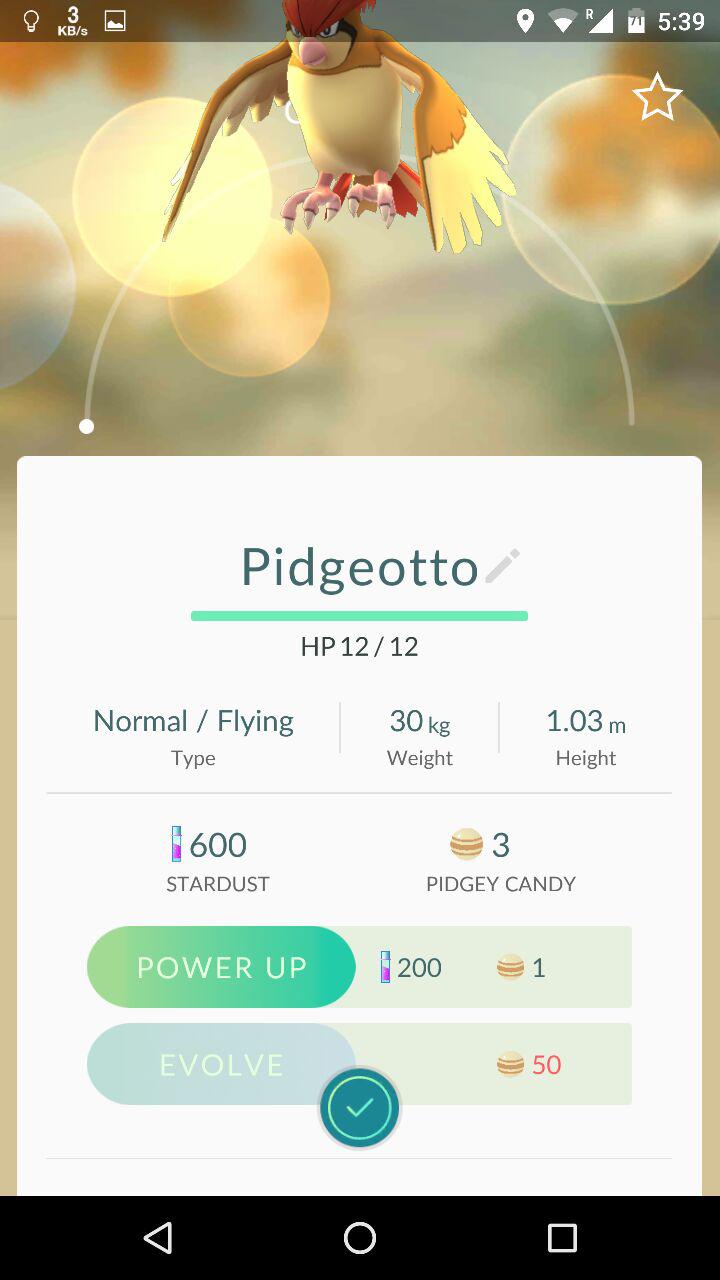 3
KB/s
R
71
5:39
Pidgeotto
HP 12 / 12
Normal / Flying
30 kg
1.03 m
Type
Weight
Height
600
3
STARDUST
PIDGEY CANDY
POWER UP
200
1
EVOLVE
50